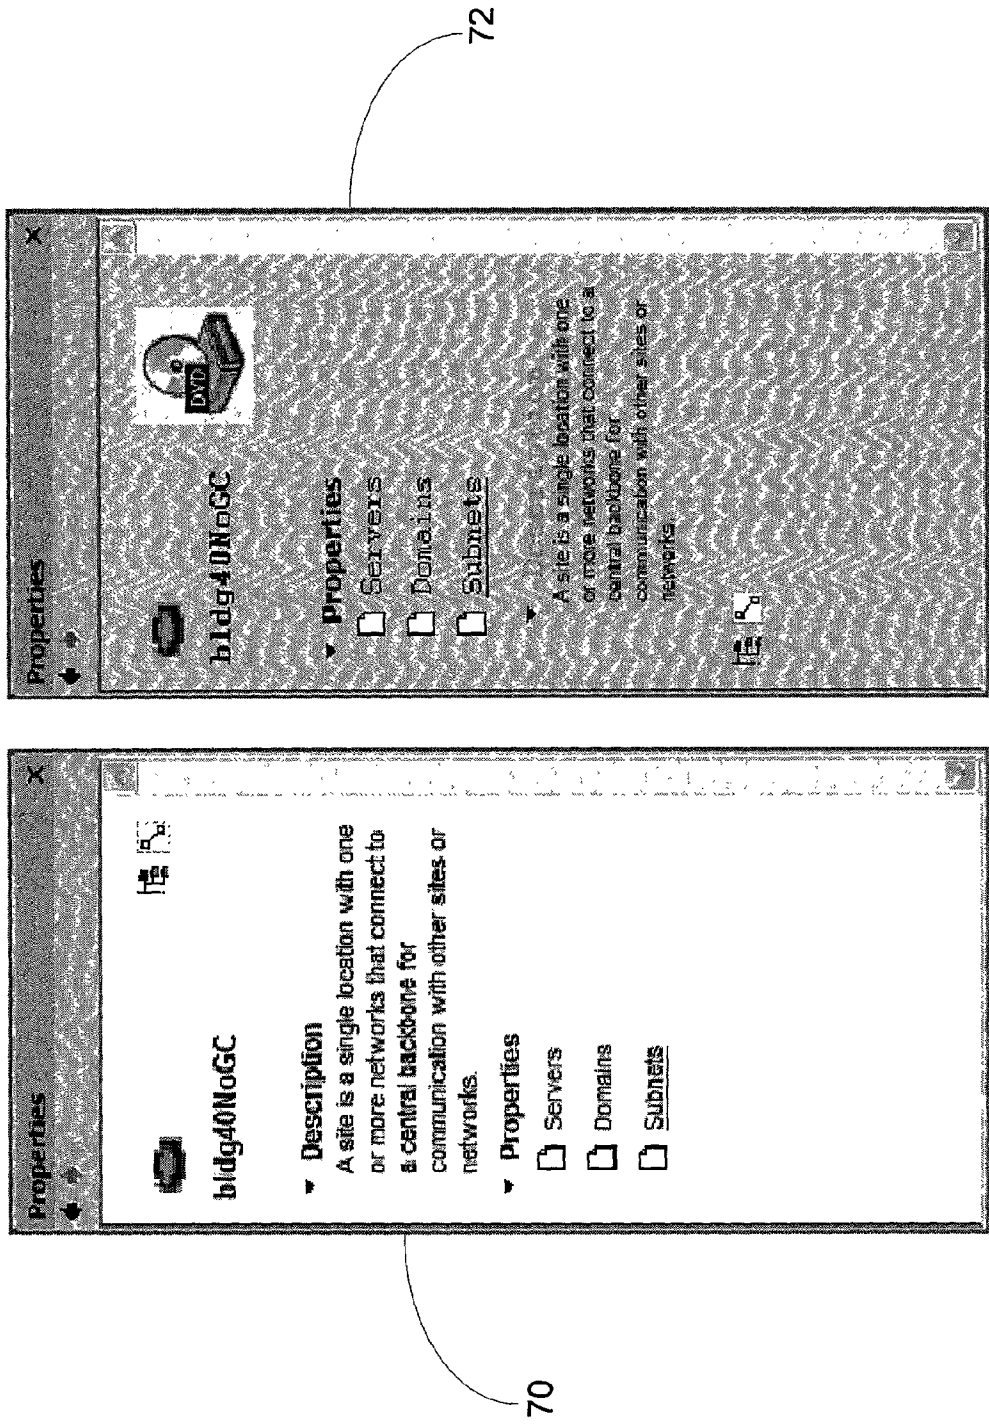 Properties
bldg40NoGC
Description
A site is a single location with one
or more networks that connect to
a central backbone for
communication with other sites or
networks.
Properties
Servers
Domains
Subnets
70
Properties
bldg40NoGC
DVD
Properties
Servers
Domains
Subnets
A site is a single location with one
or more networks that connect to a
central backbone for
communication with other sites or
networks.
72